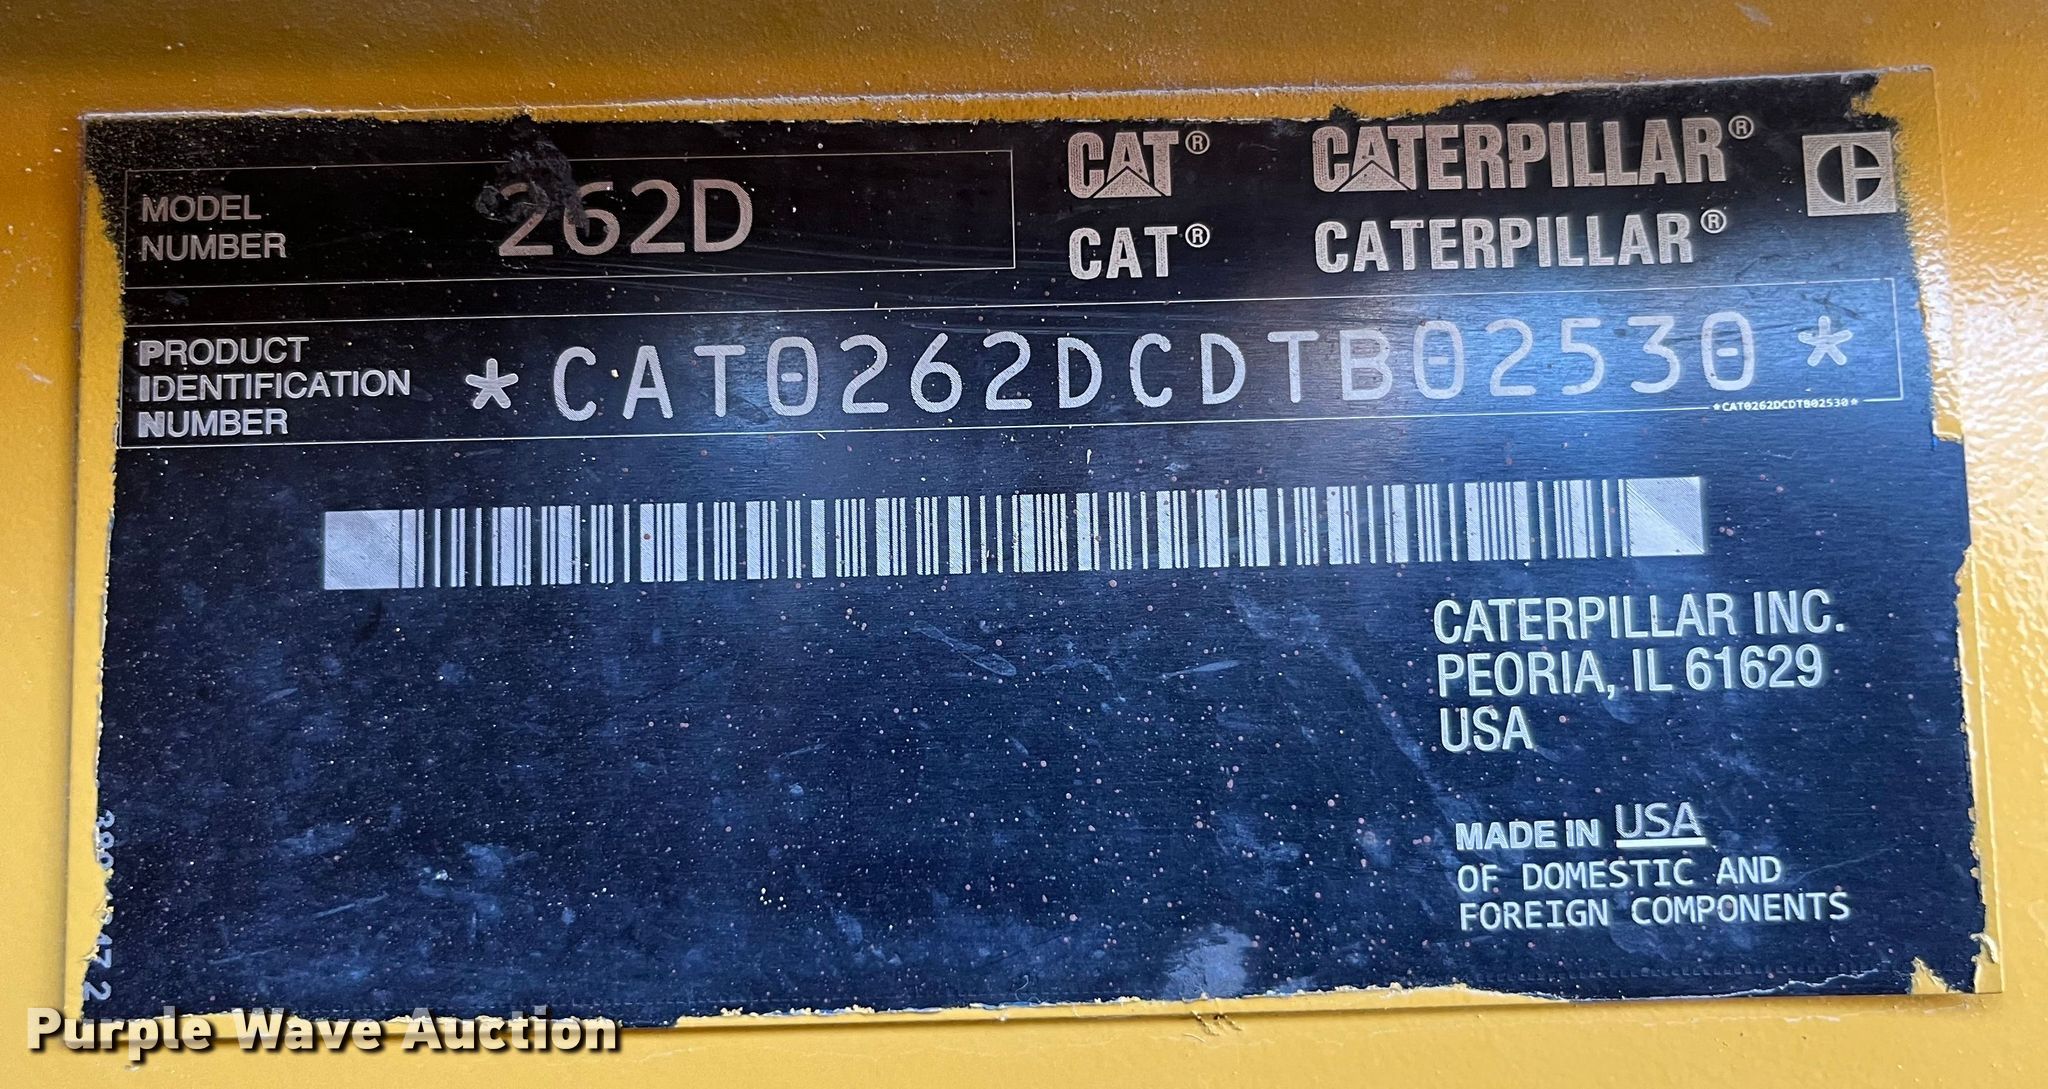 MODEL
NUMBER
262D
CAT® CATERPILLAR®
CAT® CATERPILLAR®
PRODUCT
IDENTIFICATION
NUMBER
*CAT0262DCDTB02530*
*CAT0262DCDTB02530*
CATERPILLAR INC.
PEORIA, IL 61629
USA
MADE IN USA
OF DOMESTIC AND
FOREIGN COMPONENTS
Purple Wave Auction